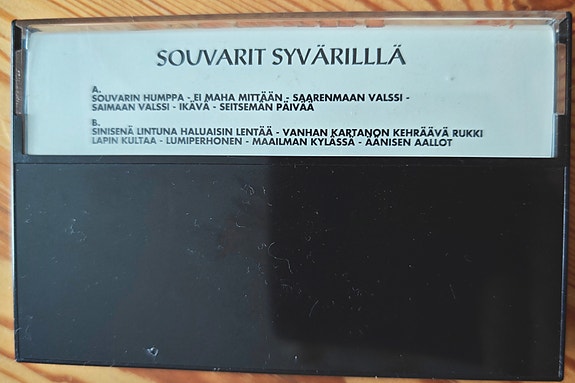 SOUVARIT SYVÄRILLLÄ
A.
SOUVARIN HUMPPA - EI MAHA MITTÄÄN - SAARENMAAN VALSSI -
SAIMAAN VALSSI - IKÄVÄ - SEITSEMÄN PÄIVÄÄ
B.
SINISENÄ LINTUNA HALUAISIN LENTÄÄ - VANHAN KARTANON KEHRÄÄVÄ RUKKI
LAPIN KULTAA - LUMIPERHONEN - MAAILMAN KYLÄSSÄ - ÄÄNISEN AALLOT